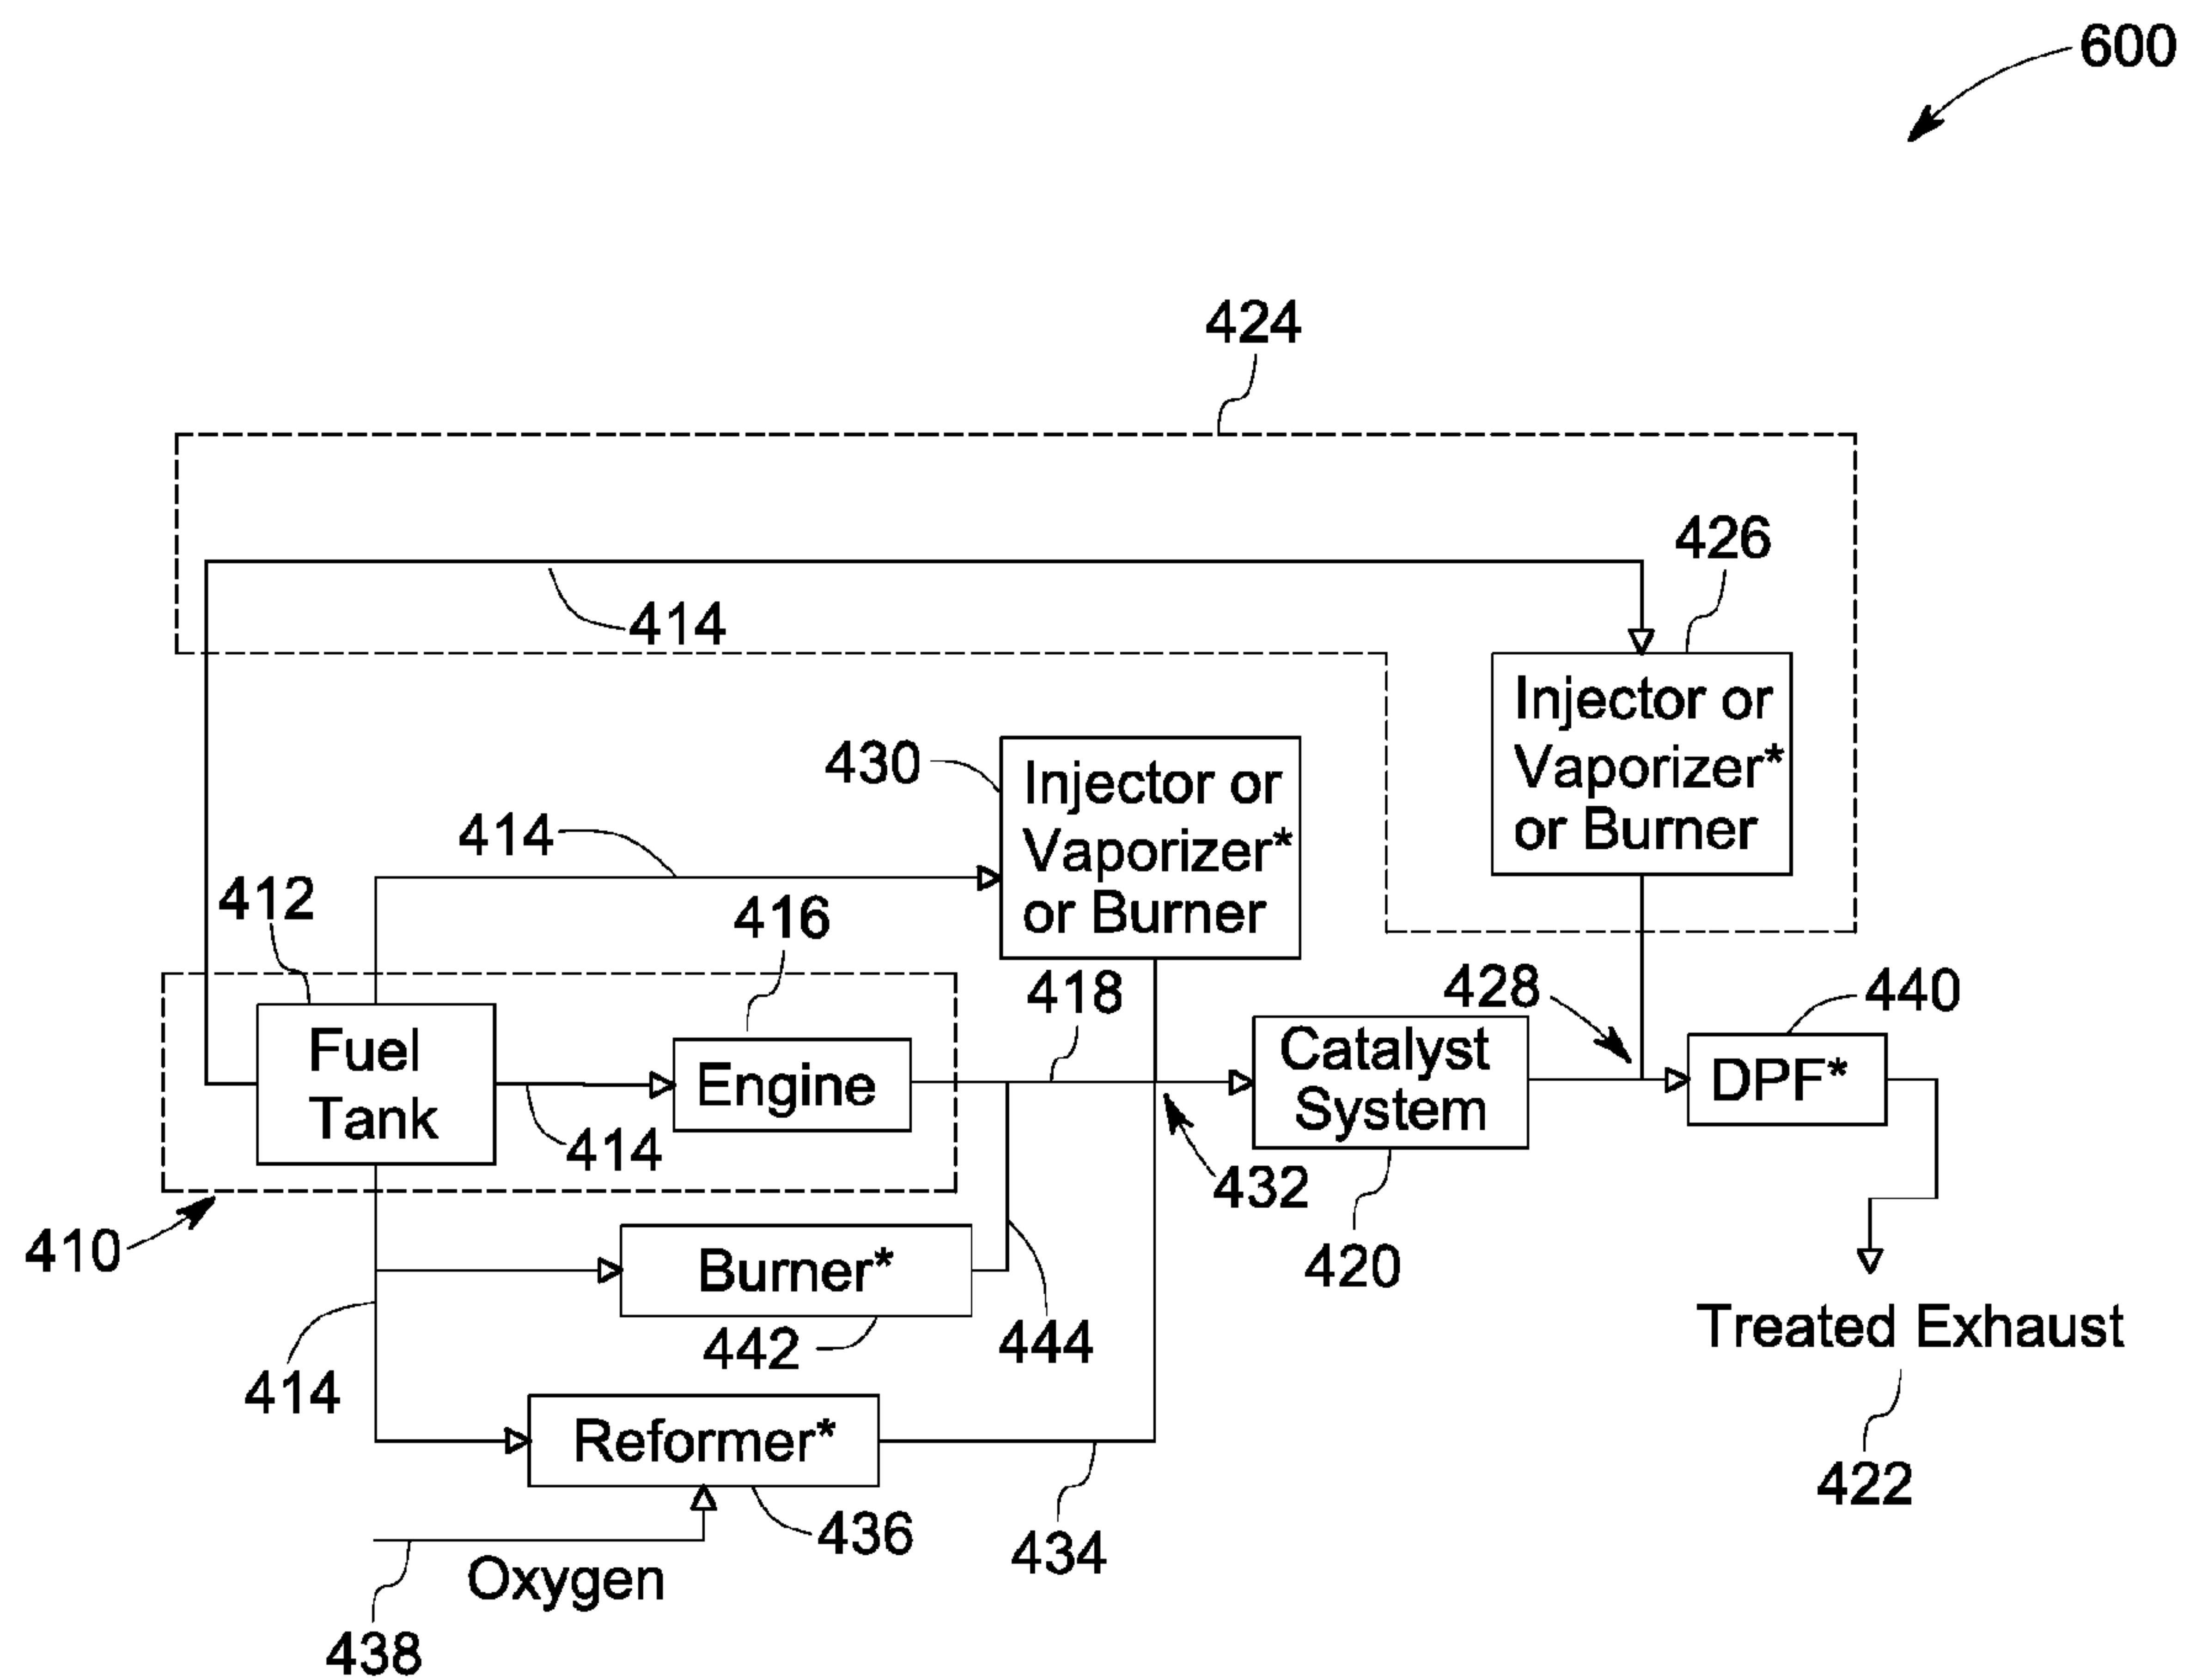 600
424
426
414
Injector or
Vaporizer*
or Burner
430
Injector or
Vaporizer*
or Burner
414
412
416
418
428
440
Fuel
Tank
Engine
Catalyst
System
DPF*
414
432
410
Burner*
420
442
444
Treated Exhaust
414
Reformer*
422
436
434
Oxygen
438